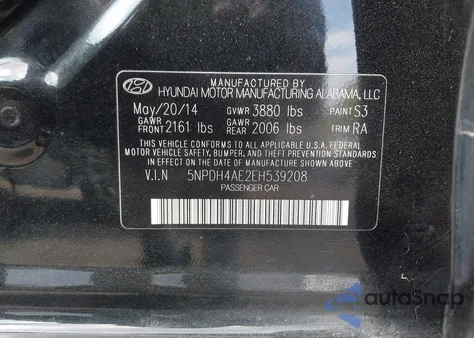 MANUFACTURED BY
HYUNDAI MOTOR MANUFACTURING ALABAMA, LLC
May/20/14 GVWR 3880 lbs PAINT S3
GAWR FRONT 2161 lbs GAWR REAR 2006 lbs TRIM RA
THIS VEHICLE CONFORMS TO ALL APPLICABLE U.S.A. FEDERAL
MOTOR VEHICLE SAFETY, BUMPER, AND THEFT PREVENTION STANDARDS
IN EFFECT ON THE DATE OF MANUFACTURE SHOWN ABOVE.
V.I.N 5NPDH4AE2EH539208
PASSENGER CAR
autoSnap